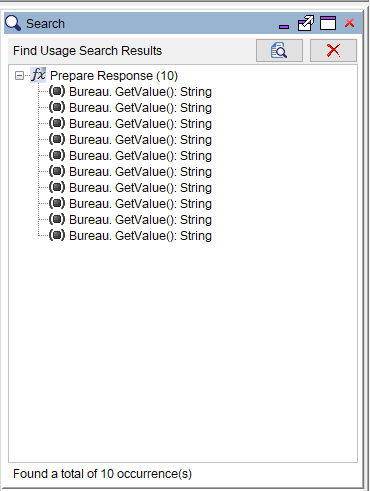 Search
Find Usage Search Results
fx Prepare Response (10)
Bureau. GetValue(): String
Bureau. GetValue(): String
Bureau. GetValue(): String
Bureau. GetValue(): String
Bureau. GetValue(): String
Bureau. GetValue(): String
Bureau. GetValue(): String
Bureau. GetValue(): String
Bureau. GetValue(): String
Bureau. GetValue(): String
Found a total of 10 occurrence(s)